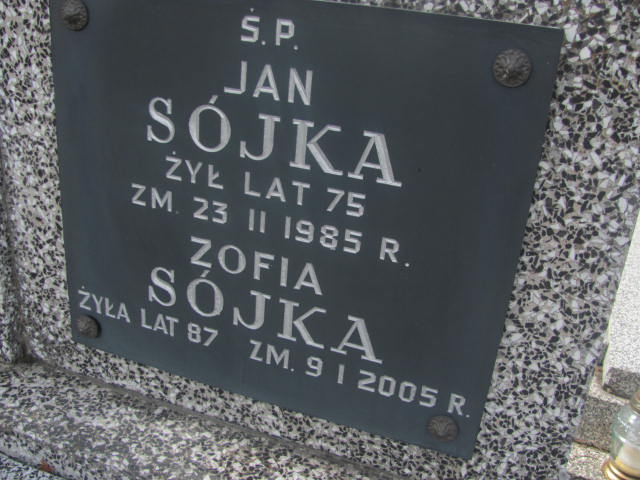 Ś.P.
JAN
SÓJKA
ŻYŁ LAT 75
ZM. 23 II 1985 R.
ZOFIA
SÓJKA
ŻYŁA LAT 87 ZM. 9 I 2005 R.